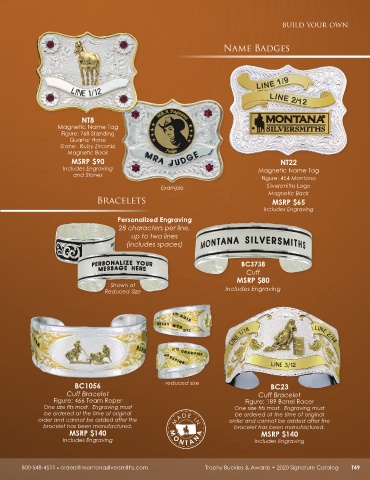 BUILD YOUR OWN
NAME BADGES
LINE 1/12
LINE 1/9
LINE 2/12
MONTANA
SILVERSMITHS
NT8
Magnetic Name Tag
Figure: 768 Standing
Quarter Horse
Stone: Ruby Zirconia
Magnetic Back
MSRP $90
Includes Engraving
and Stones
MRA JUDGE
Example
NT22
Magnetic Name Tag
Figure: 454 Montana
Silversmiths Logo
Magnetic Back
MSRP $65
Includes Engraving
BRACELETS
Personalized Engraving
28 characters per line,
up to two lines
(includes spaces)
PERSONALIZE YOUR
MESSAGE HERE
Shown at
Reduced Size
MONTANA SILVERSMITHS
BC3738
Cuff
MSRP $80
Includes Engraving
LINE 1/14
LINE 2/14
LINE 3/12
reduced size
BC1056
Cuff Bracelet
Figure: 466 Team Roper
One size fits most. Engraving must
be ordered at the time of original
order and cannot be added after the
bracelet has been manufactured.
MSRP $140
Includes Engraving
MADE IN
MONTANA
BC23
Cuff Bracelet
Figure: 189 Barrel Racer
One size fits most. Engraving must
be ordered at the time of original
order and cannot be added after the
bracelet has been manufactured.
MSRP $140
Includes Engraving
800-548-4511 • orders@montanasilversmiths.com
Trophy Buckles & Awards • 2020 Signature Catalog T49